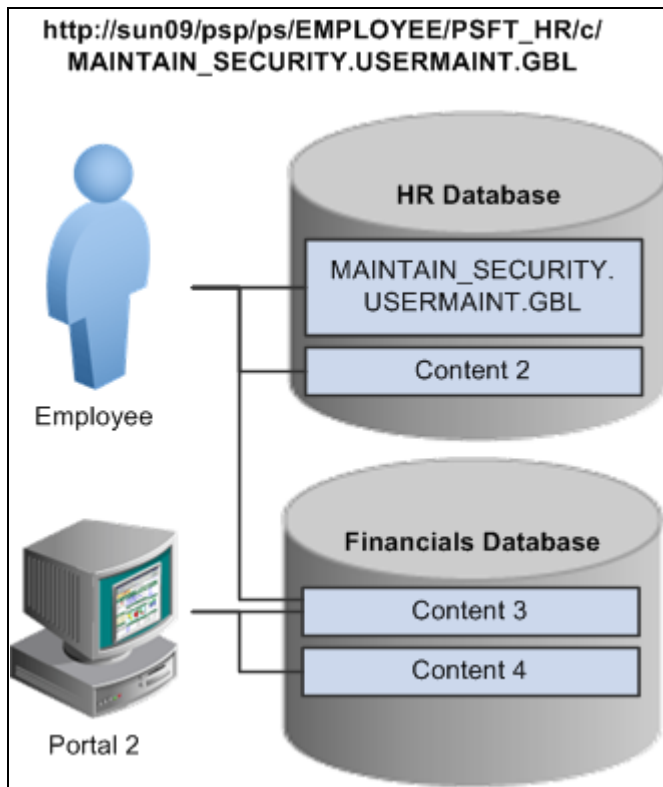 http://sun09/psp/ps/EMPLOYEE/PSFT_HR/c/
MAINTAIN_SECURITY.USERMAINT.GBL
HR Database
MAINTAIN_SECURITY.
USERMAINT.GBL
Content 2
Employee
Financials Database
Content 3
Content 4
Portal 2